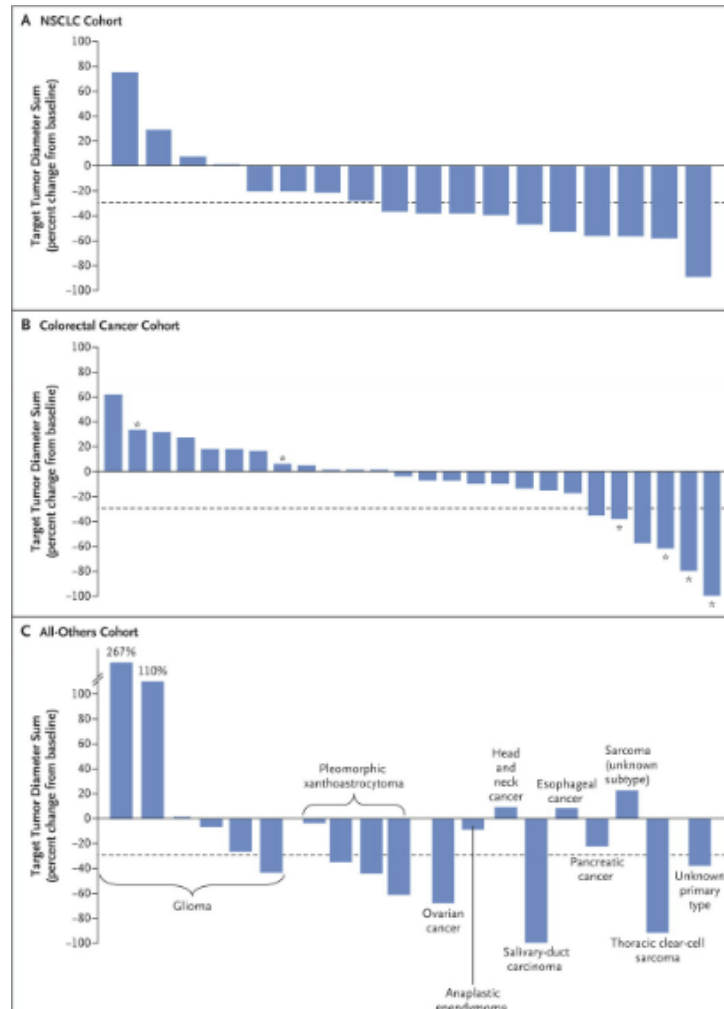 A NSCLC Cohort
Target Tumor Diameter Sum
(percent change from baseline)
100
80
60
40
20
0
−20
−40
−60
−80
−100
B Colorectal Cancer Cohort
Target Tumor Diameter Sum
(percent change from baseline)
100
80
60
40
20
0
−20
−40
−60
−80
−100
*
*
*
*
*
*
C All-Others Cohort
Target Tumor Diameter Sum
(percent change from baseline)
267%
110%
100
80
60
40
20
0
−20
−40
−60
−80
−100
Glioma
Pleomorphic
xanthoastrocytoma
Ovarian
cancer
Anaplastic
ependymoma
Head
and
neck
cancer
Salivary-duct
carcinoma
Esophageal
cancer
Pancreatic
cancer
Sarcoma
(unknown
subtype)
Thoracic clear-cell
sarcoma
Unknown
primary
type